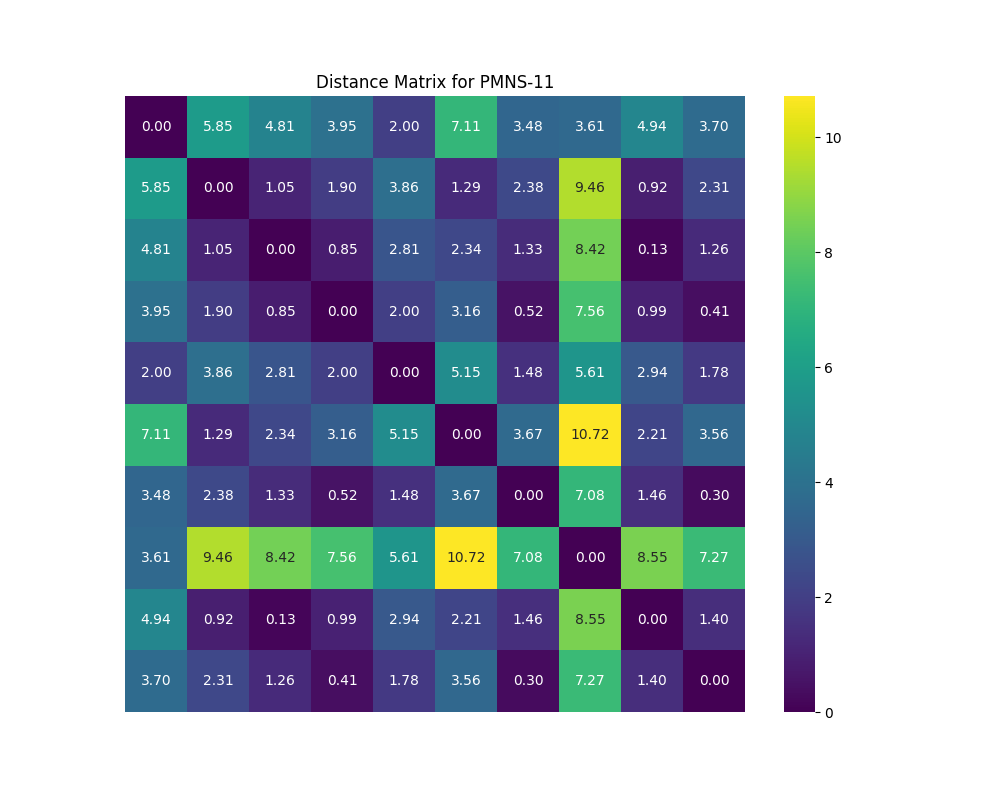 Distance Matrix for PMNS-11
0.00 5.85 4.81 3.95 2.00 7.11 3.48 3.61 4.94 3.70
5.85 0.00 1.05 1.90 3.86 1.29 2.38 9.46 0.92 2.31
4.81 1.05 0.00 0.85 2.81 2.34 1.33 8.42 0.13 1.26
3.95 1.90 0.85 0.00 2.00 3.16 0.52 7.56 0.99 0.41
2.00 3.86 2.81 2.00 0.00 5.15 1.48 5.61 2.94 1.78
7.11 1.29 2.34 3.16 5.15 0.00 3.67 10.72 2.21 3.56
3.48 2.38 1.33 0.52 1.48 3.67 0.00 7.08 1.46 0.30
3.61 9.46 8.42 7.56 5.61 10.72 7.08 0.00 8.55 7.27
4.94 0.92 0.13 0.99 2.94 2.21 1.46 8.55 0.00 1.40
3.70 2.31 1.26 0.41 1.78 3.56 0.30 7.27 1.40 0.00
10
8
6
4
2
0